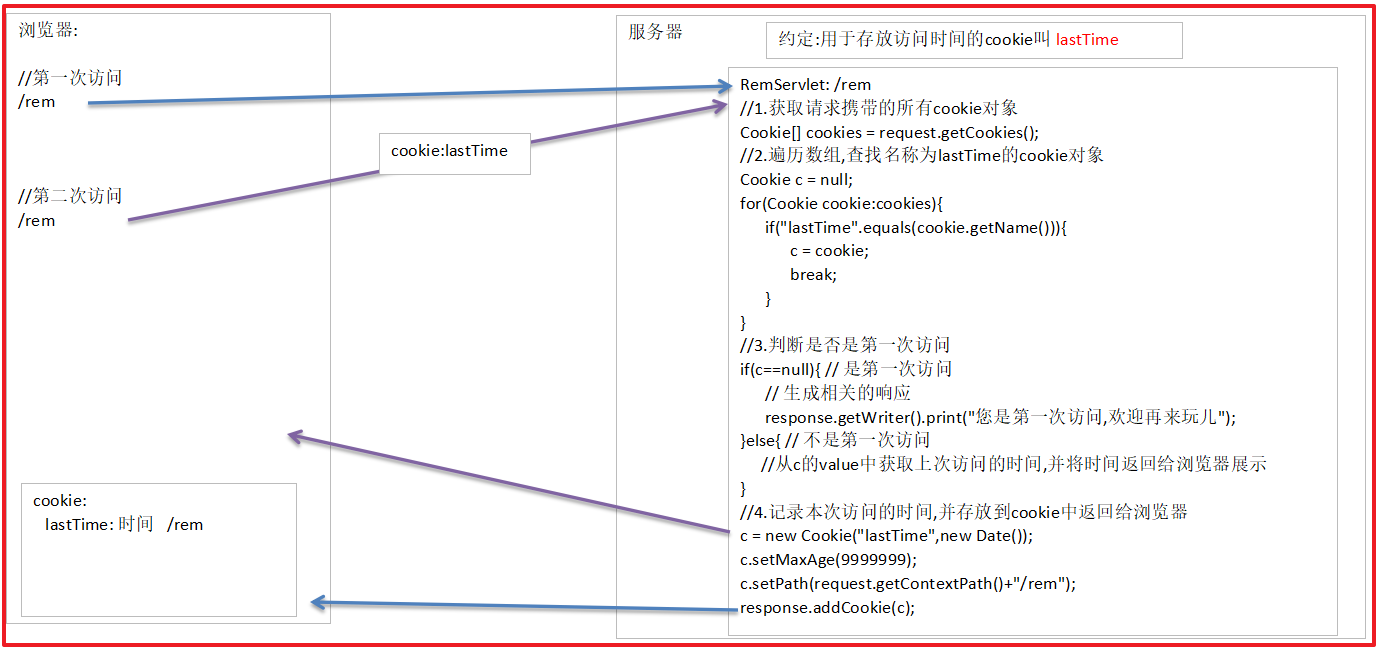 浏览器:
//第一次访问
/rem
cookie:lastTime
//第二次访问
/rem
cookie:
lastTime: 时间 /rem
服务器
约定:用于存放访问时间的cookie叫 lastTime
RemServlet: /rem
//1.获取请求携带的所有cookie对象
Cookie[] cookies = request.getCookies();
//2.遍历数组,查找名称为lastTime的cookie对象
Cookie c = null;
for(Cookie cookie:cookies){
if("lastTime".equals(cookie.getName())){
c = cookie;
break;
}
}
//3.判断是否是第一次访问
if(c==null){ // 是第一次访问
// 生成相关的响应
response.getWriter().print("您是第一次访问,欢迎再来玩儿");
}else{ // 不是第一次访问
//从c的value中获取上次访问的时间,并将时间返回给浏览器展示
}
//4.记录本次访问的时间,并存放到cookie中返回给浏览器
c = new Cookie("lastTime",new Date());
c.setMaxAge(9999999);
c.setPath(request.getContextPath()+"/rem");
response.addCookie(c);